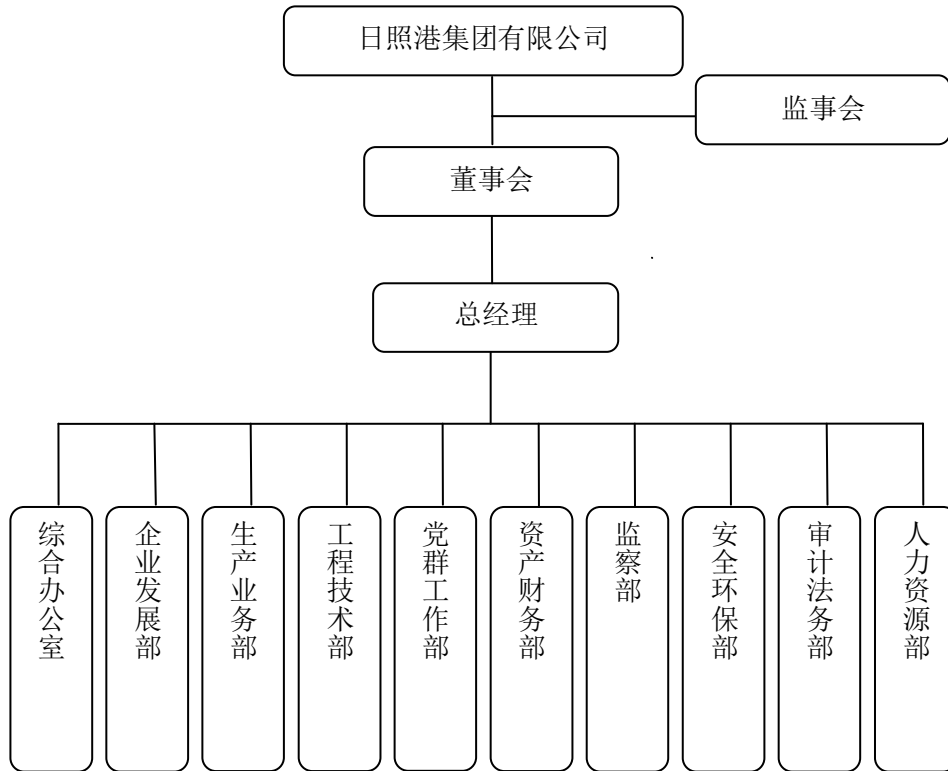 日照港集团有限公司
监事会
董事会
总经理
综合办公室
企业发展部
生产业务部
工程技术部
党群工作部
资产财务部
监察部
安全环保部
审计法务部
人力资源部